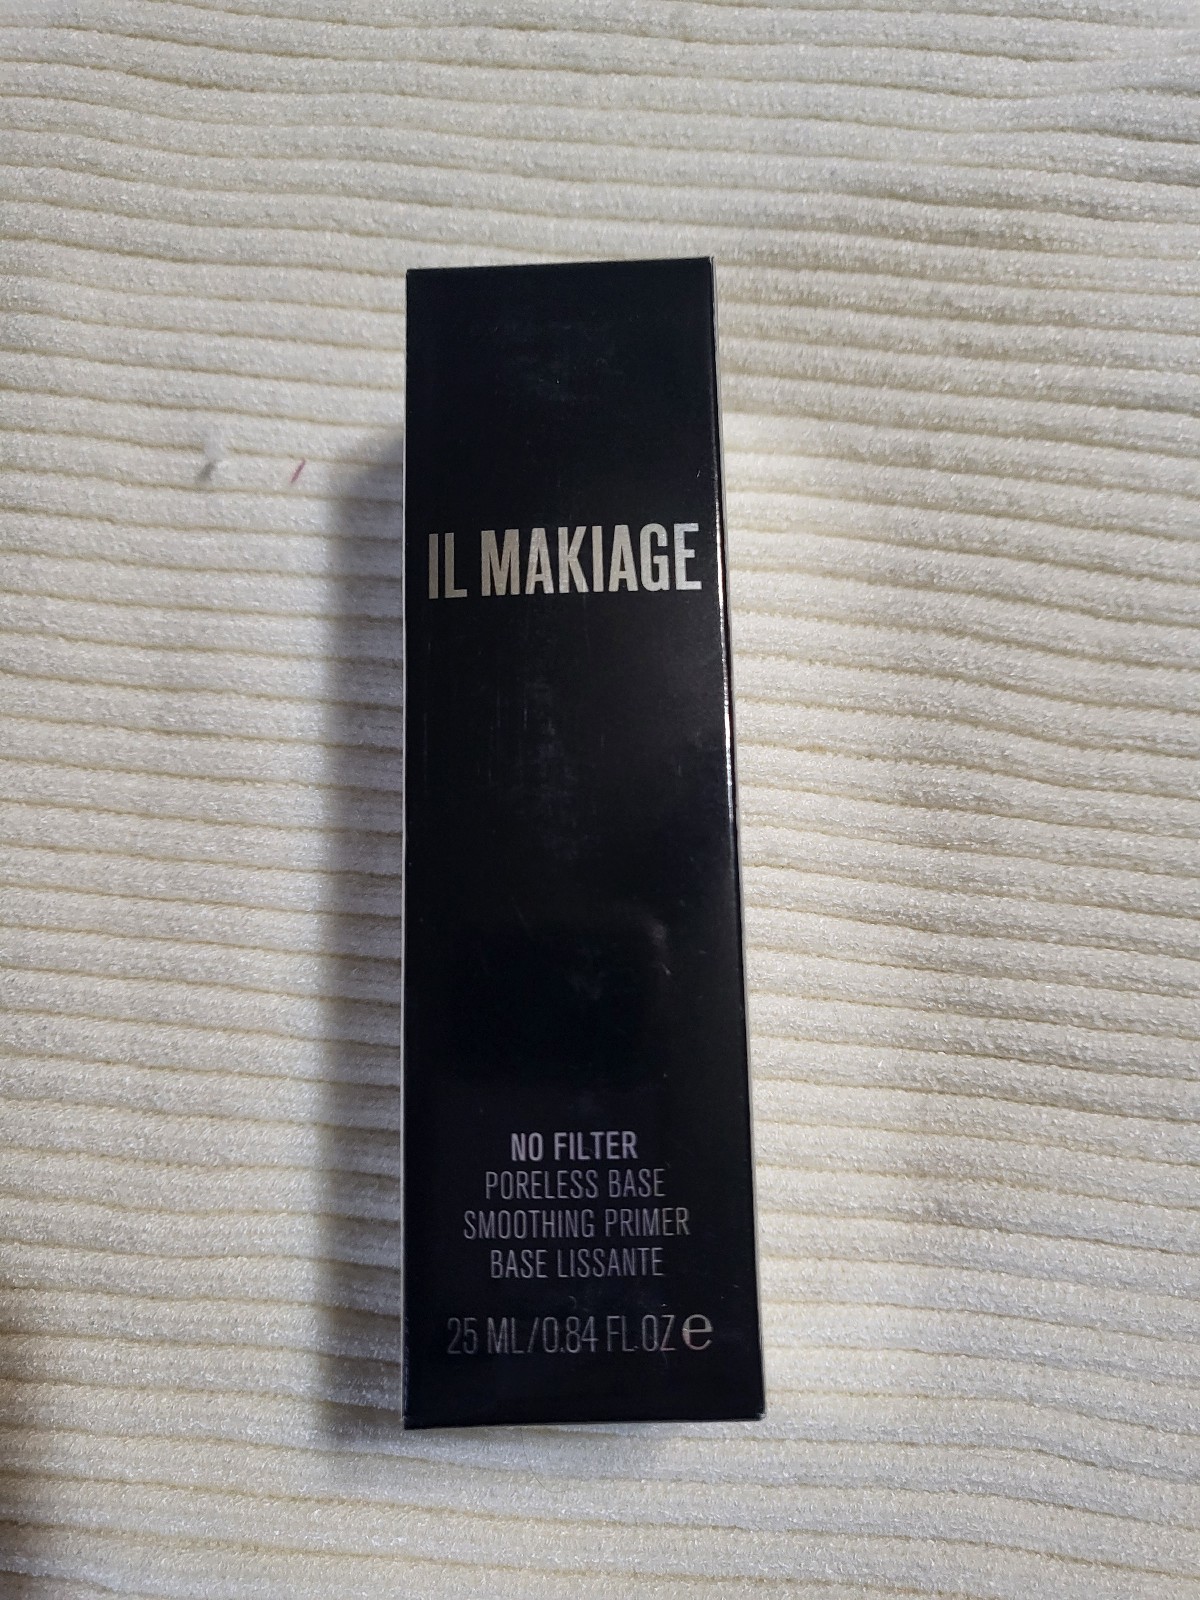 IL MAKIAGE
NO FILTER
PORELESS BASE
SMOOTHING PRIMER
BASE LISSANTE
25 ML/0.84 FL.OZ e